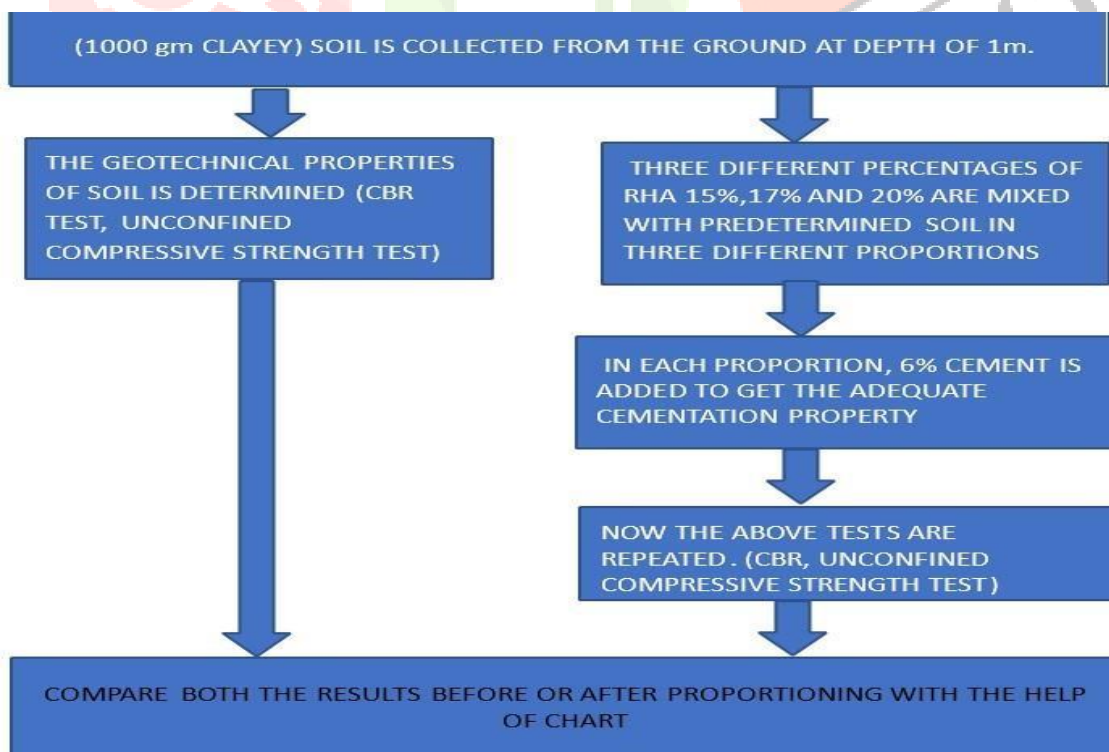 (1000 gm CLAYEY) SOIL IS COLLECTED FROM THE GROUND AT DEPTH OF 1m.
THE GEOTECHNICAL PROPERTIES
OF SOIL IS DETERMINED (CBR
TEST, UNCONFINED
COMPRESSIVE STRENGTH TEST)
THREE DIFFERENT PERCENTAGES OF
RHA 15%,17% AND 20% ARE MIXED
WITH PREDETERMINED SOIL IN
THREE DIFFERENT PROPORTIONS
IN EACH PROPORTION, 6% CEMENT IS
ADDED TO GET THE ADEQUATE
CEMENTATION PROPERTY
NOW THE ABOVE TESTS ARE
REPEATED. (CBR, UNCONFINED
COMPRESSIVE STRENGTH TEST)
COMPARE BOTH THE RESULTS BEFORE OR AFTER PROPORTIONING WITH THE HELP
OF CHART